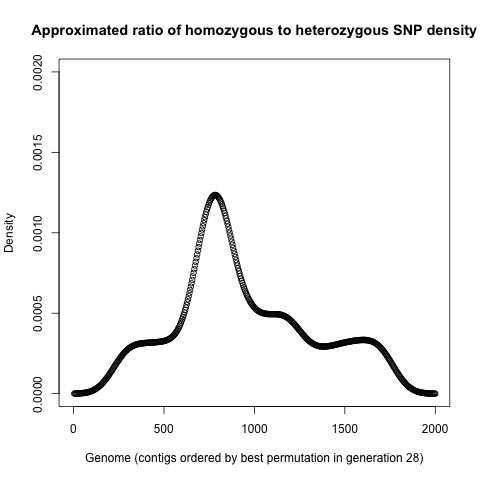 Approximated ratio of homozygous to heterozygous SNP density
0.0020
0.0015
0.0010
0.0005
0.0000
Density
0 500 1000 1500 2000
Genome (contigs ordered by best permutation in generation 28)